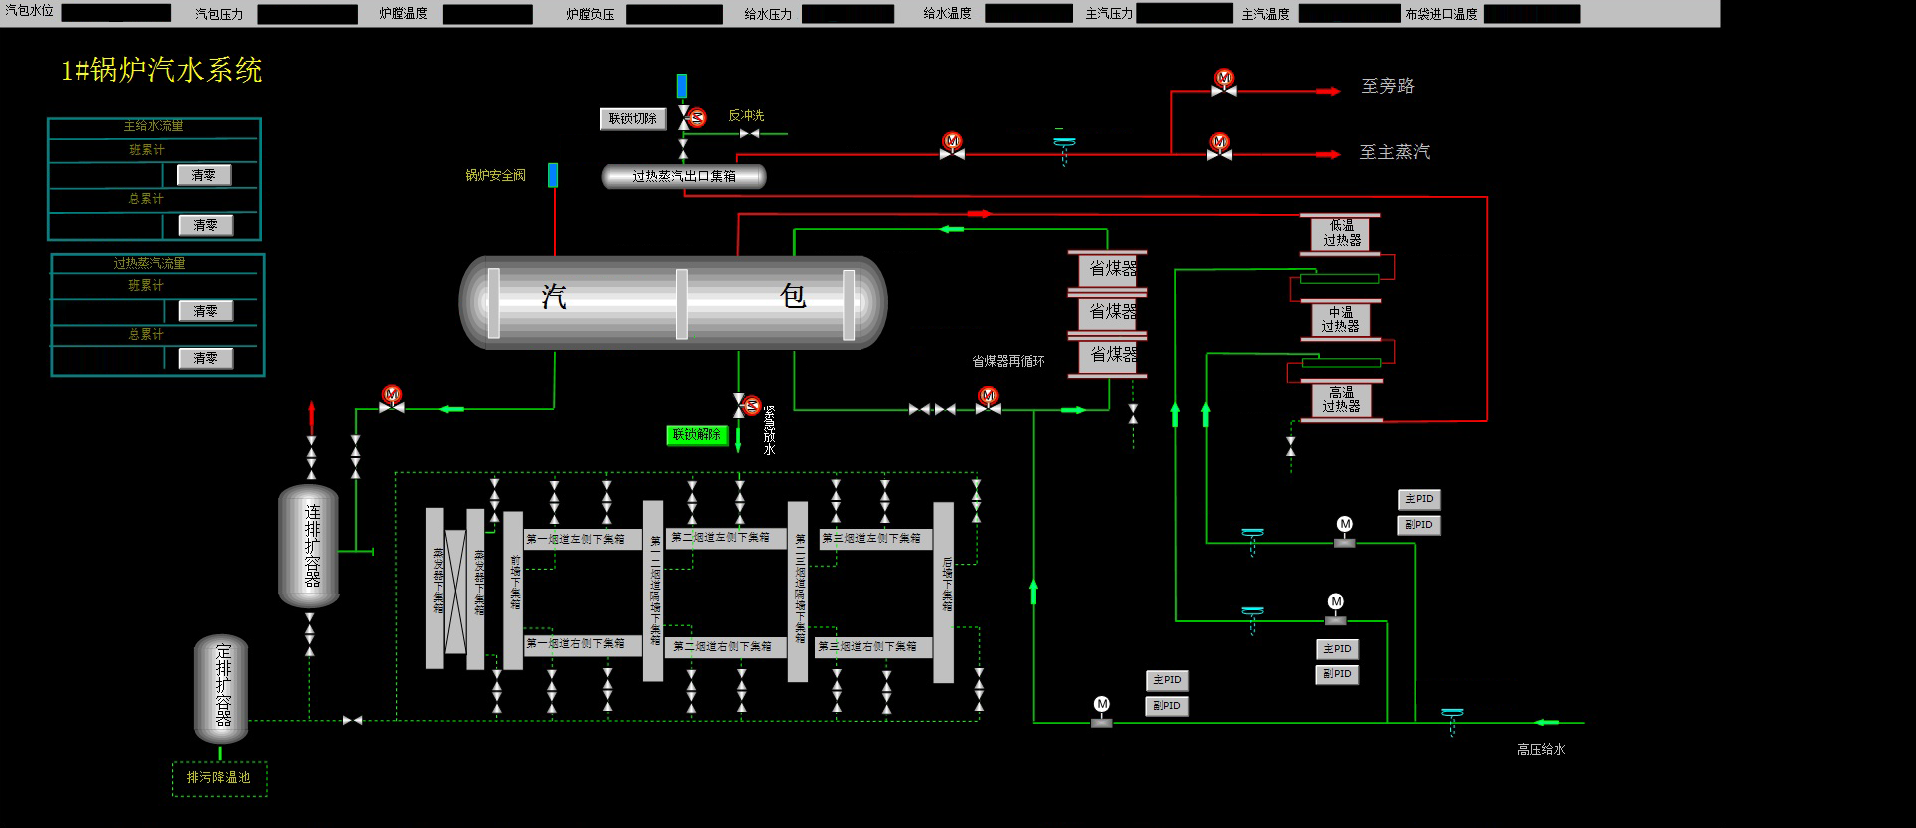 汽包水位 汽包压力 炉膛温度 炉膛负压 给水压力 给水温度 主汽压力 主汽温度 布袋进口温度
1#锅炉汽水系统
主给水流量
班累计
清零
总累计
清零
过热蒸汽流量
班累计
清零
总累计
清零
联锁切除
M
反冲洗
锅炉安全阀
过热蒸汽出口集箱
M
M
至旁路
M
至主蒸汽
汽 包
省煤器
省煤器
省煤器
低温
过热器
中温
过热器
高温
过热器
省煤器再循环
M
M
M
联锁解除
紧急放水
连排扩容器
定排扩容器
排污降温池
蒸发器下集箱
蒸发器下集箱
前墙下集箱
第一烟道左侧下集箱
第一烟道右侧下集箱
第一二烟道隔墙下集箱
第二烟道左侧下集箱
第二烟道右侧下集箱
第二三烟道隔墙下集箱
第三烟道左侧下集箱
第三烟道右侧下集箱
后墙下集箱
主PID
副PID
M
M
主PID
副PID
主PID
副PID
M
高压给水